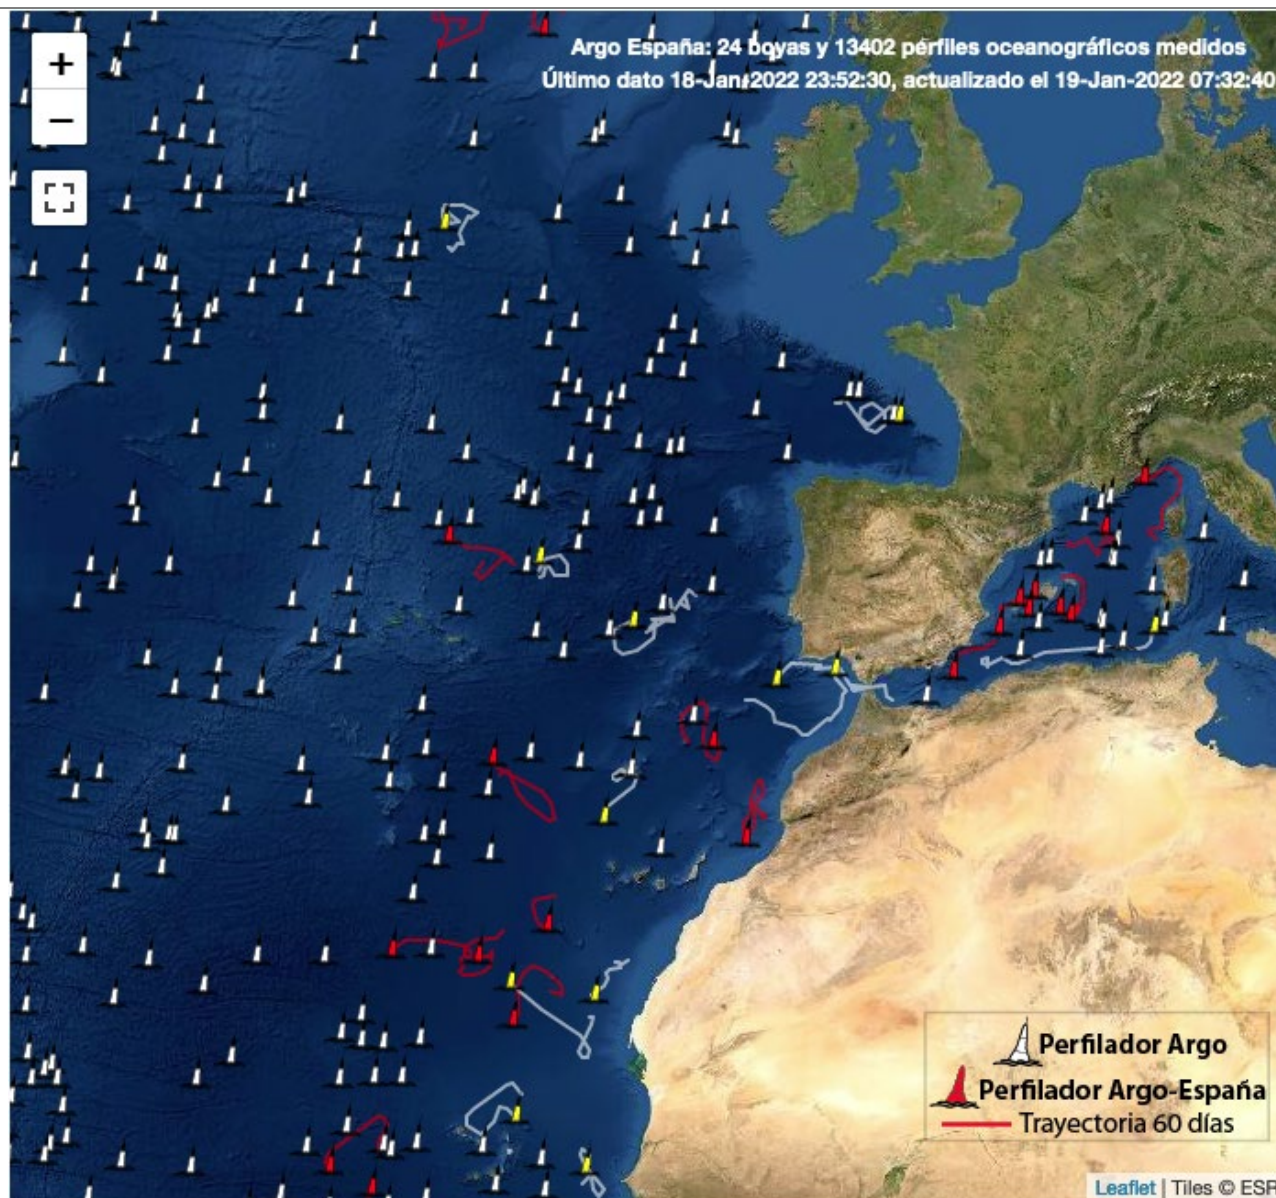 +
Argo España: 24 boyas y 13402 perfiles oceanográficos medidos
Último dato 18-Jan-2022 23:52:30, actualizado el 19-Jan-2022 07:32:40
−
Perfilador Argo
Perfilador Argo-España
Trayectoria 60 días
Leaflet | Tiles © ESR